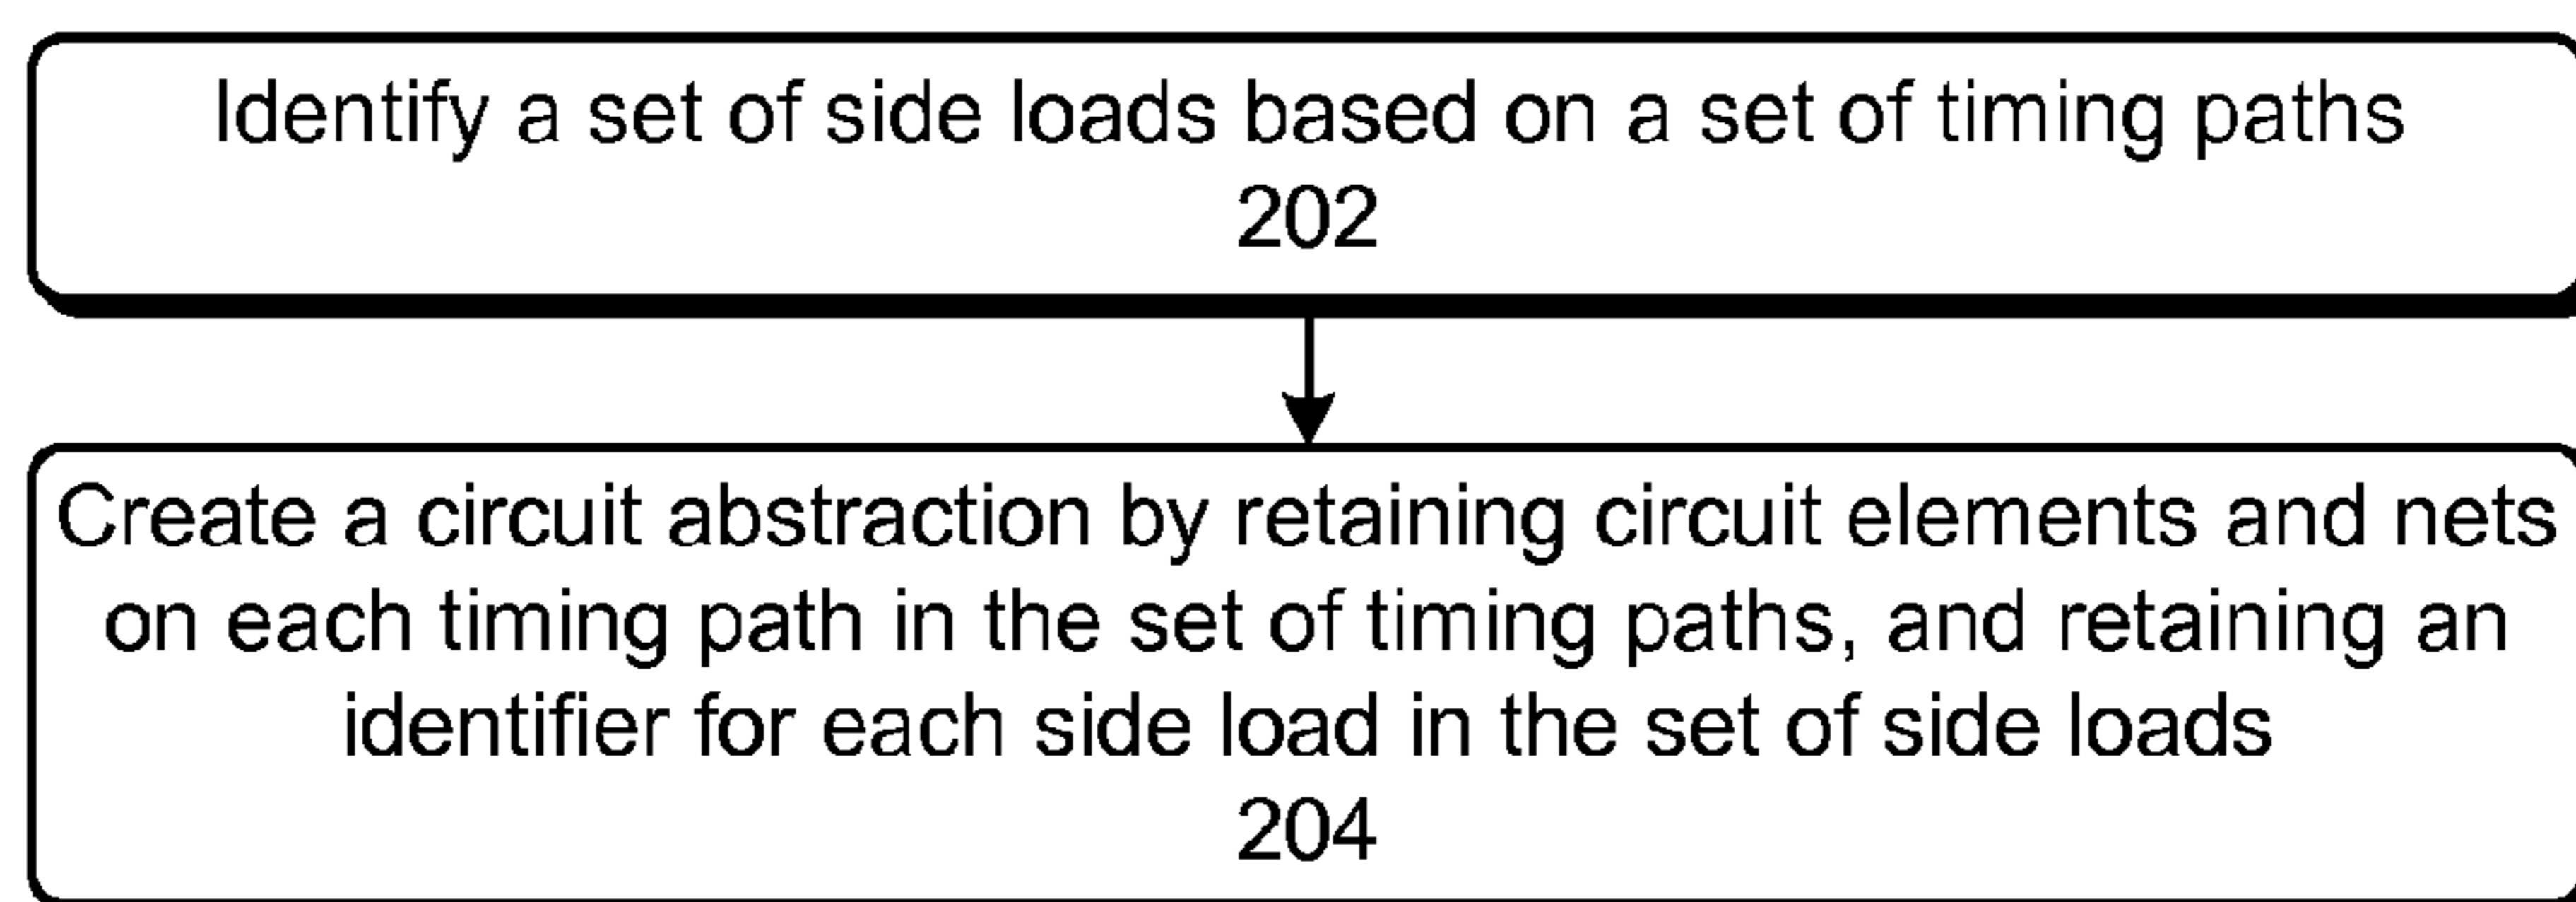 Identify a set of side loads based on a set of timing paths
202
Create a circuit abstraction by retaining circuit elements and nets
on each timing path in the set of timing paths, and retaining an
identifier for each side load in the set of side loads
204